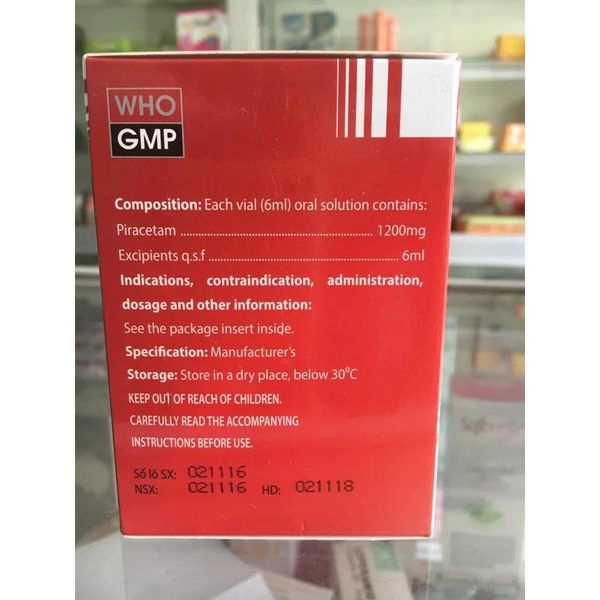 WHO
GMP
Composition: Each vial (6ml) oral solution contains:
Piracetam ........................................................ 1200mg
Excipients q.s.f ........................................................ 6ml
Indications, contraindication, administration,
dosage and other information:
See the package insert inside.
Specification: Manufacturer's
Storage: Store in a dry place, below 30⁰C
KEEP OUT OF REACH OF CHILDREN.
CAREFULLY READ THE ACCOMPANYING
INSTRUCTIONS BEFORE USE.
Số lô SX: 021116
NSX: 021116 HD: 021118